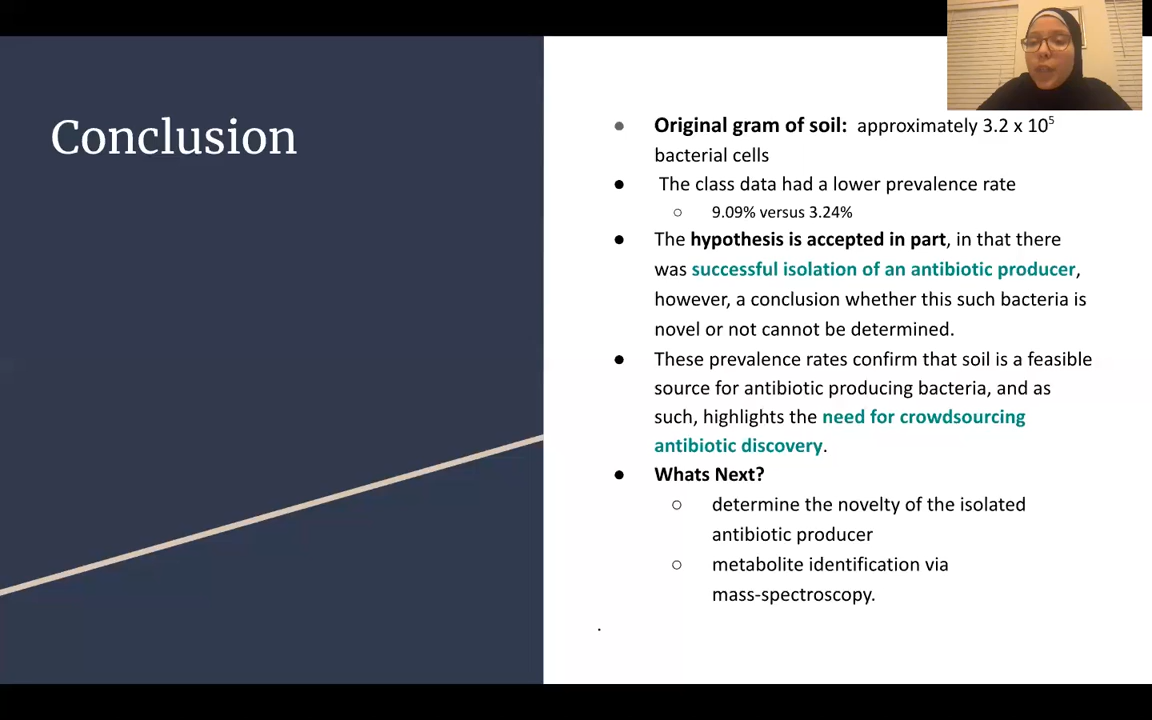 Conclusion
Original gram of soil: approximately 3.2 x 10⁵
bacterial cells
The class data had a lower prevalence rate
9.09% versus 3.24%
The hypothesis is accepted in part, in that there
was successful isolation of an antibiotic producer,
however, a conclusion whether this such bacteria is
novel or not cannot be determined.
These prevalence rates confirm that soil is a feasible
source for antibiotic producing bacteria, and as
such, highlights the need for crowdsourcing
antibiotic discovery.
Whats Next?
determine the novelty of the isolated
antibiotic producer
metabolite identification via
mass-spectroscopy.
.